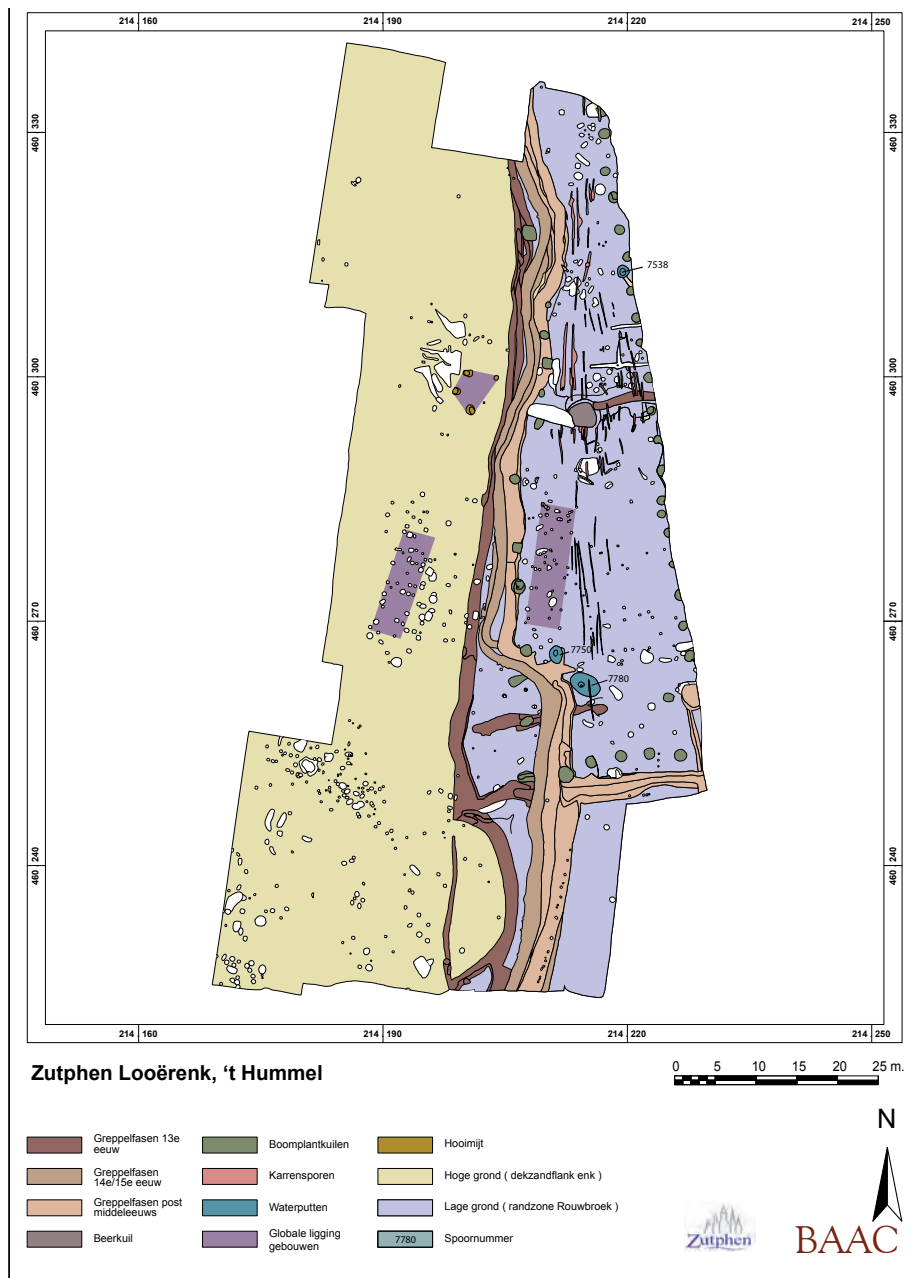 214 160
214 190
214 220
214 250
460 330
460 330
7538
460 300
460 300
460 270
460 270
7750
7780
460 240
460 240
214 160
214 190
214 220
214 250
Zutphen Looërenk, ‘t Hummel
0 5 10 15 20 25 m.
N
Greppelfasen 13e
eeuw
Greppelfasen
14e/15e eeuw
Greppelfasen post
middeleeuws
Beerkuil
Boomplantkuilen
Karrensporen
Waterputten
Globale ligging
gebouwen
Hooimijt
Hoge grond ( dekzandflank enk )
Lage grond ( randzone Rouwbroek )
7780
Spoornummer
Zutphen
BAAC